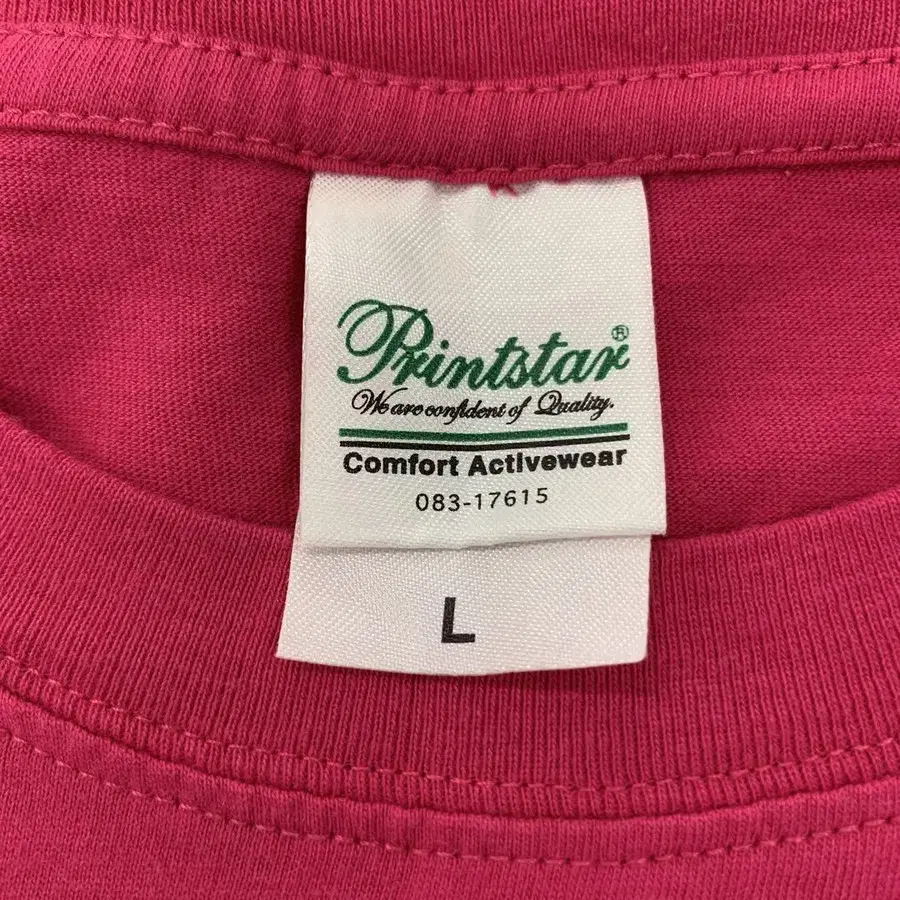 Printstar®
We are confident of Quality.
Comfort Activewear
083-17615
L